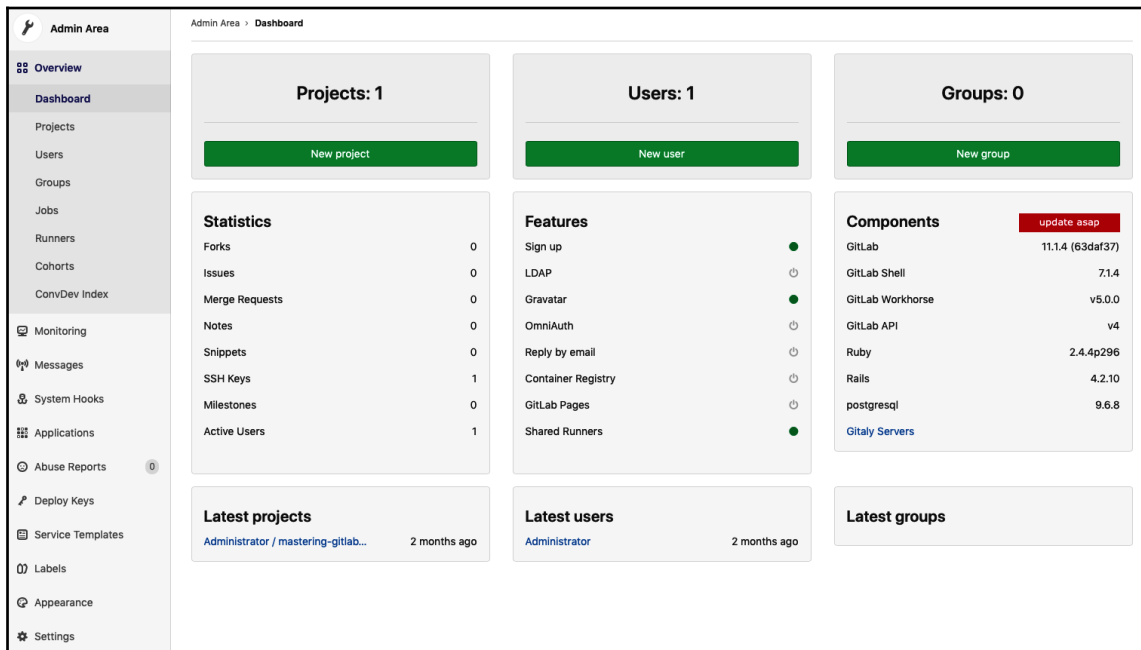 Admin Area
Overview
Dashboard
Projects
Users
Groups
Jobs
Runners
Cohorts
ConvDev Index
Monitoring
Messages
System Hooks
Applications
Abuse Reports 0
Deploy Keys
Service Templates
Labels
Appearance
Settings
Admin Area > Dashboard
Projects: 1
New project
Users: 1
New user
Groups: 0
New group
Statistics
Forks 0
Issues 0
Merge Requests 0
Notes 0
Snippets 0
SSH Keys 1
Milestones 0
Active Users 1
Features
Sign up
LDAP
Gravatar
OmniAuth
Reply by email
Container Registry
GitLab Pages
Shared Runners
Components update asap
GitLab 11.1.4 (63daf37)
GitLab Shell 7.1.4
GitLab Workhorse v5.0.0
GitLab API v4
Ruby 2.4.4p296
Rails 4.2.10
postgresql 9.6.8
Gitaly Servers
Latest projects
Administrator / mastering-gitlab... 2 months ago
Latest users
Administrator 2 months ago
Latest groups